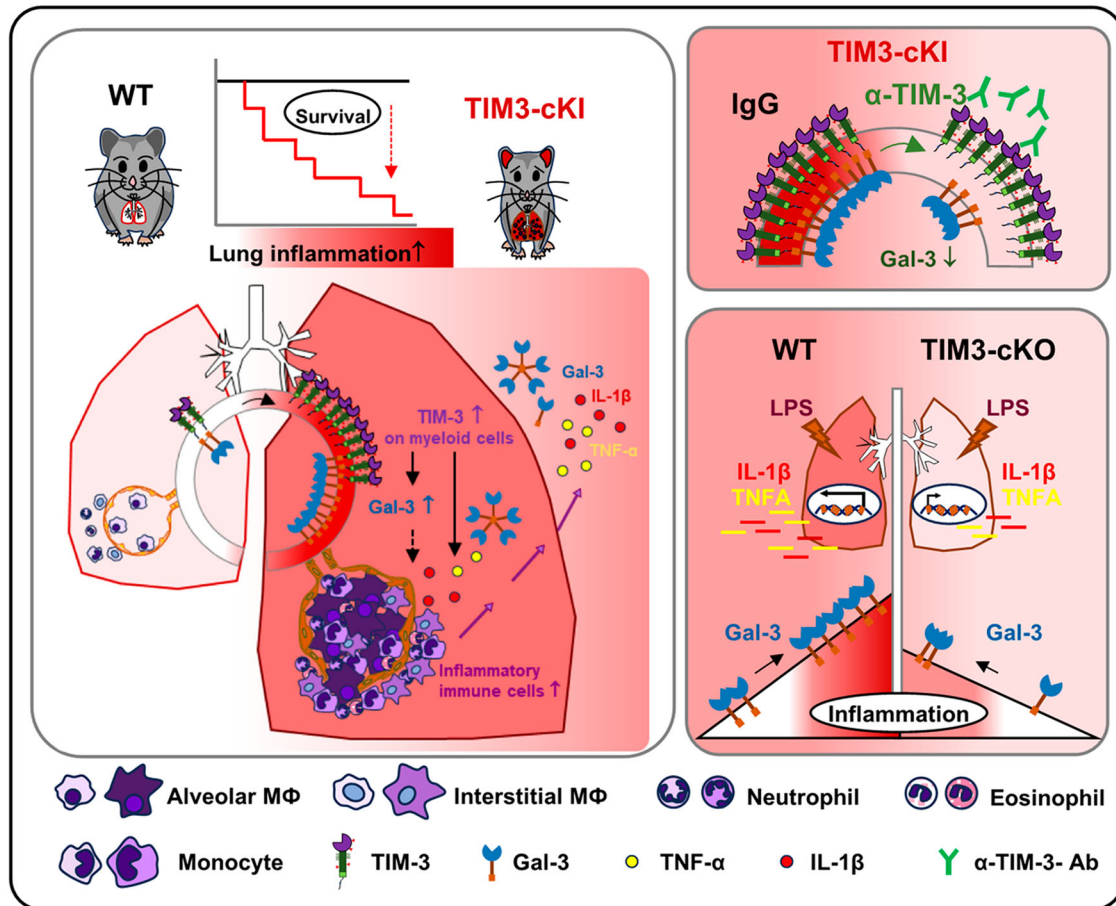 WT
Survival
TIM3-cKI
Lung inflammation↑
Gal-3
IL-1β
TNF-α
TIM-3 ↑
on myeloid cells
Gal-3 ↑
Inflammatory
immune cells ↑
TIM3-cKI
IgG
α-TIM-3
Gal-3 ↓
WT
TIM3-cKO
LPS
LPS
IL-1β
TNFA
IL-1β
TNFA
Gal-3
Gal-3
Inflammation
Alveolar MΦ
Interstitial MΦ
Neutrophil
Eosinophil
Monocyte
TIM-3
Gal-3
TNF-α
IL-1β
α-TIM-3- Ab